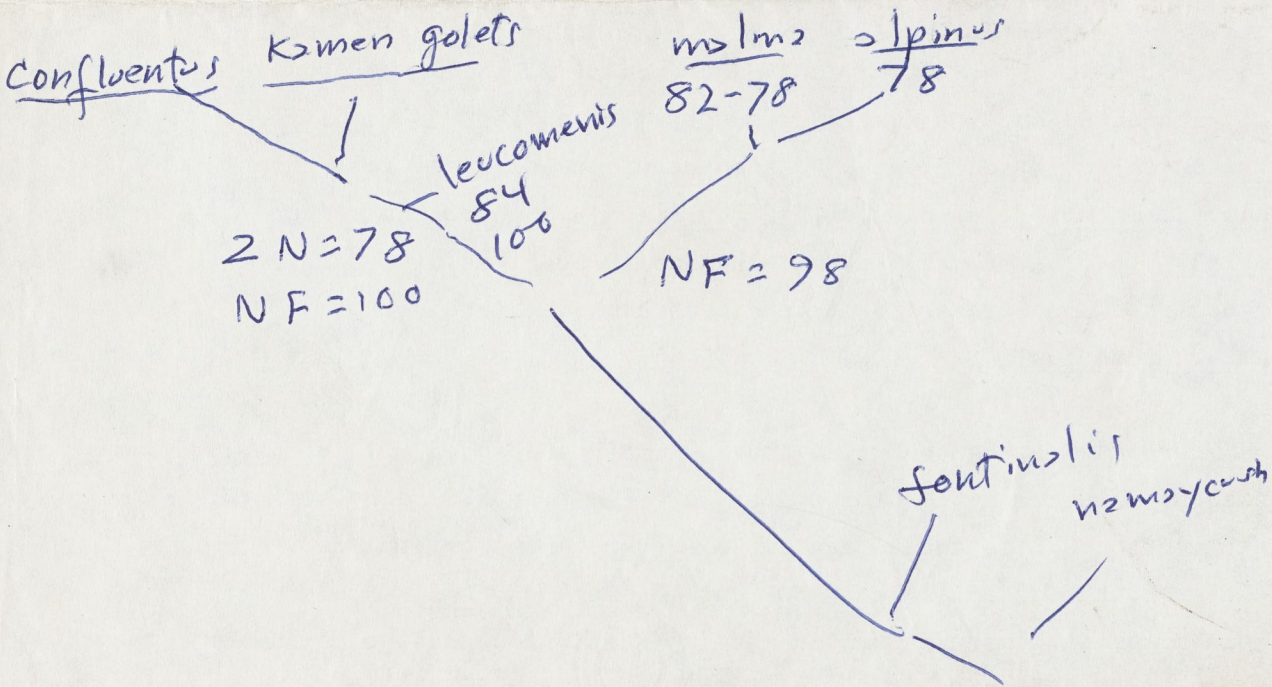 Confluentus
Kamen golets
malma
82-78
alpinus
78
leucomenis
84
100
2N=78
NF=100
NF=98
fontinalis
namaycush